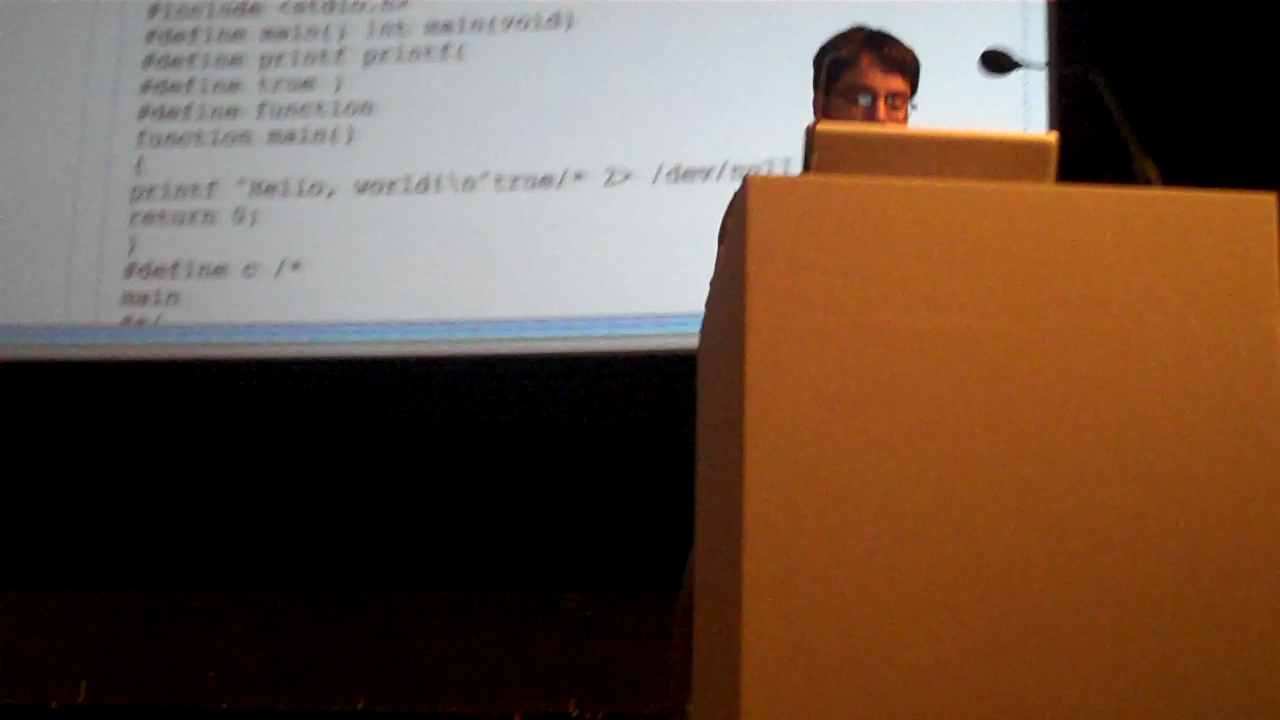 #include <stdio.h>
#define main() int main(void)
#define printf printf(
#define true )
#define function
function main()
{
printf "Hello, world!\n"true/* 2> /dev/null
return 0;
}
#define c /*
main